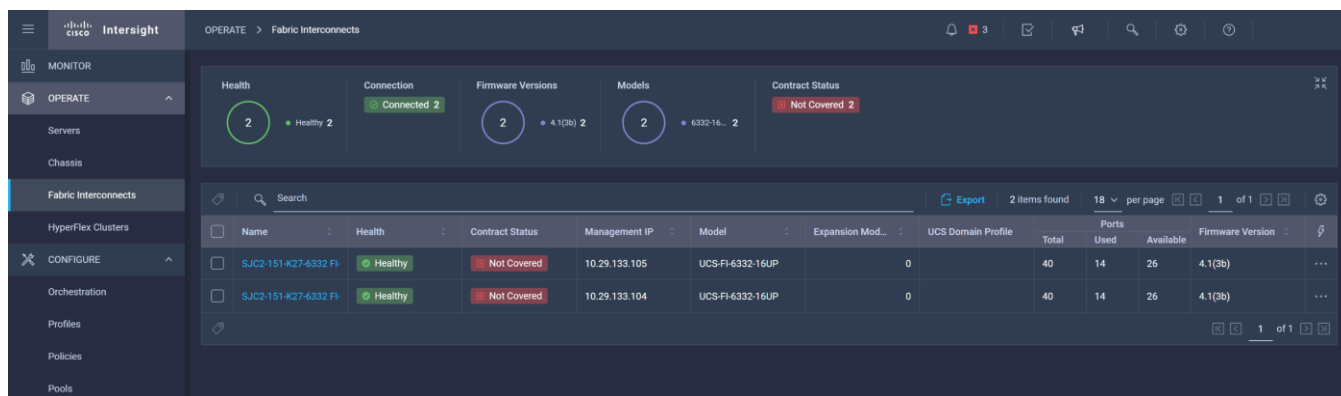 cisco Intersight
OPERATE > Fabric Interconnects
3
MONITOR
OPERATE
Servers
Chassis
Fabric Interconnects
HyperFlex Clusters
CONFIGURE
Orchestration
Profiles
Policies
Pools
Health Connection Firmware Versions Models Contract Status
2 Healthy 2 Connected 2 2 4.1(3b) 2 2 6332-16... 2 Not Covered 2
Search Export 2 items found 18 per page 1 of 1
Name Health Contract Status Management IP Model Expansion Mod... UCS Domain Profile Ports Firmware Version
Total Used Available
SJC2-151-K27-6332 FI- Healthy Not Covered 10.29.133.105 UCS-FI-6332-16UP 0 40 14 26 4.1(3b) ...
SJC2-151-K27-6332 FI- Healthy Not Covered 10.29.133.104 UCS-FI-6332-16UP 0 40 14 26 4.1(3b) ...
1 of 1